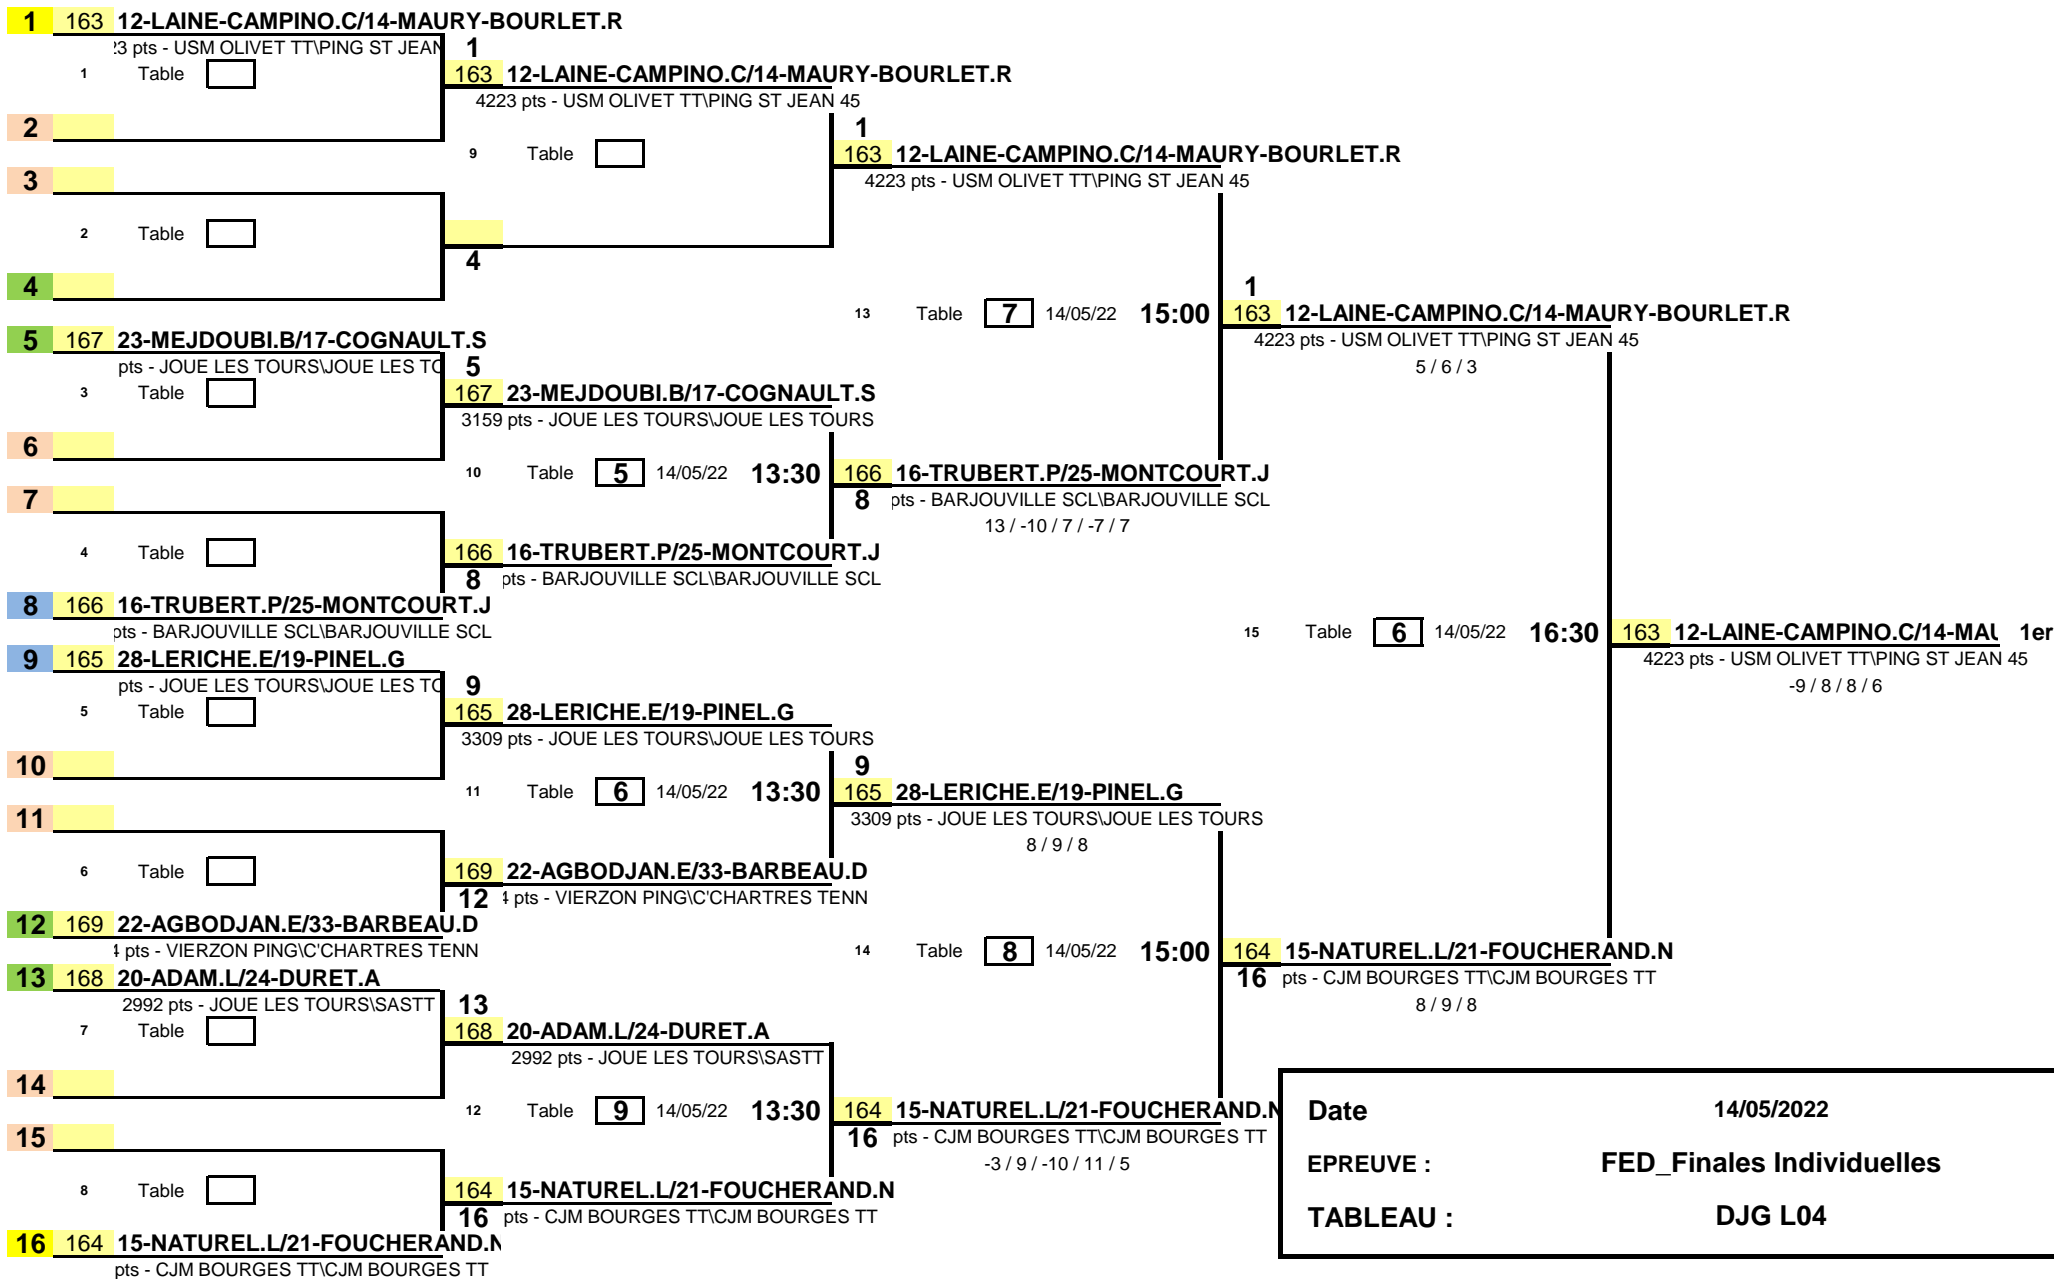 1 163 12-LAINE-CAMPINO.C/14-MAURY-BOURLET.R
23 pts - USM OLIVET TT\PING ST JEAN 1
1 Table 163 12-LAINE-CAMPINO.C/14-MAURY-BOURLET.R
4223 pts - USM OLIVET TT\PING ST JEAN 45
2 1
9 Table 163 12-LAINE-CAMPINO.C/14-MAURY-BOURLET.R
3 4223 pts - USM OLIVET TT\PING ST JEAN 45
2 Table
4
4 1
13 Table 7 14/05/22 15:00 163 12-LAINE-CAMPINO.C/14-MAURY-BOURLET.R
5 167 23-MEJDOUBI.B/17-COGNAULT.S 4223 pts - USM OLIVET TT\PING ST JEAN 45
pts - JOUE LES TOURS\JOUE LES TO 5 5 / 6 / 3
3 Table 167 23-MEJDOUBI.B/17-COGNAULT.S
3159 pts - JOUE LES TOURS\JOUE LES TOURS
6
10 Table 5 14/05/22 13:30 166 16-TRUBERT.P/25-MONTCOURT.J
7 8 pts - BARJOUVILLE SCL\BARJOUVILLE SCL
13 / -10 / 7 / -7 / 7
4 Table 166 16-TRUBERT.P/25-MONTCOURT.J
8 pts - BARJOUVILLE SCL\BARJOUVILLE SCL
8 166 16-TRUBERT.P/25-MONTCOURT.J
pts - BARJOUVILLE SCL\BARJOUVILLE SCL
15 Table 6 14/05/22 16:30 163 12-LAINE-CAMPINO.C/14-MAU 1er
9 165 28-LERICHE.E/19-PINEL.G 4223 pts - USM OLIVET TT\PING ST JEAN 45
pts - JOUE LES TOURS\JOUE LES TO 9 -9 / 8 / 8 / 6
5 Table 165 28-LERICHE.E/19-PINEL.G
3309 pts - JOUE LES TOURS\JOUE LES TOURS
10 9
11 Table 6 14/05/22 13:30 165 28-LERICHE.E/19-PINEL.G
11 3309 pts - JOUE LES TOURS\JOUE LES TOURS
8 / 9 / 8
6 Table 169 22-AGBODJAN.E/33-BARBEAU.D
12 4 pts - VIERZON PING\C'CHARTRES TENN
12 169 22-AGBODJAN.E/33-BARBEAU.D
4 pts - VIERZON PING\C'CHARTRES TENN
14 Table 8 14/05/22 15:00 164 15-NATUREL.L/21-FOUCHERAND.N
13 168 20-ADAM.L/24-DURET.A 16 pts - CJM BOURGES TT\CJM BOURGES TT
2992 pts - JOUE LES TOURS\SASTT 13 8 / 9 / 8
7 Table 168 20-ADAM.L/24-DURET.A
2992 pts - JOUE LES TOURS\SASTT
14
12 Table 9 14/05/22 13:30 164 15-NATUREL.L/21-FOUCHERAND.N
15 16 pts - CJM BOURGES TT\CJM BOURGES TT
-3 / 9 / -10 / 11 / 5
8 Table 164 15-NATUREL.L/21-FOUCHERAND.N
16 pts - CJM BOURGES TT\CJM BOURGES TT
16 164 15-NATUREL.L/21-FOUCHERAND.N
pts - CJM BOURGES TT\CJM BOURGES TT
Date 14/05/2022
EPREUVE : FED_Finales Individuelles
TABLEAU : DJG L04